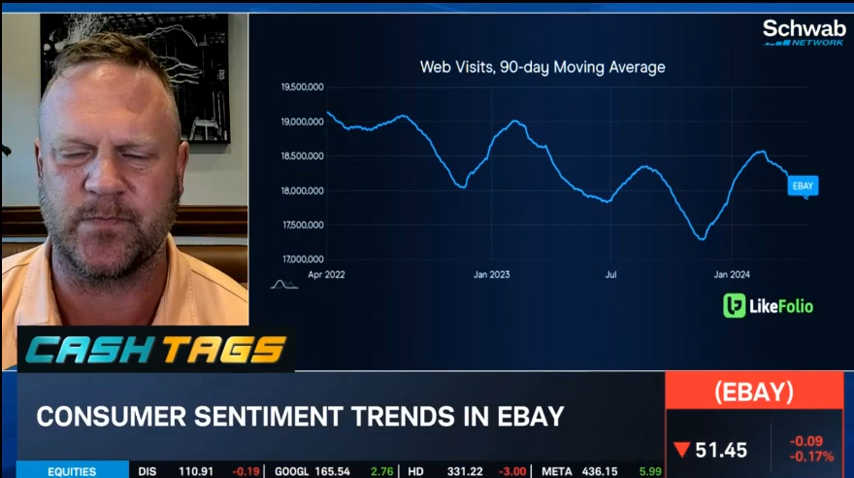 Schwab
NETWORK
Web Visits, 90-day Moving Average
19,500,000
19,000,000
18,500,000
18,000,000
17,500,000
17,000,000
EBAY
Apr 2022
Jan 2023
Jul
Jan 2024
LikeFolio
CASH TAGS
CONSUMER SENTIMENT TRENDS IN EBAY
(EBAY)
51.45
-0.09
-0.17%
EQUITIES DIS 110.91 -0.19 GOOGL 165.54 2.76 HD 331.22 -3.00 META 436.15 5.99